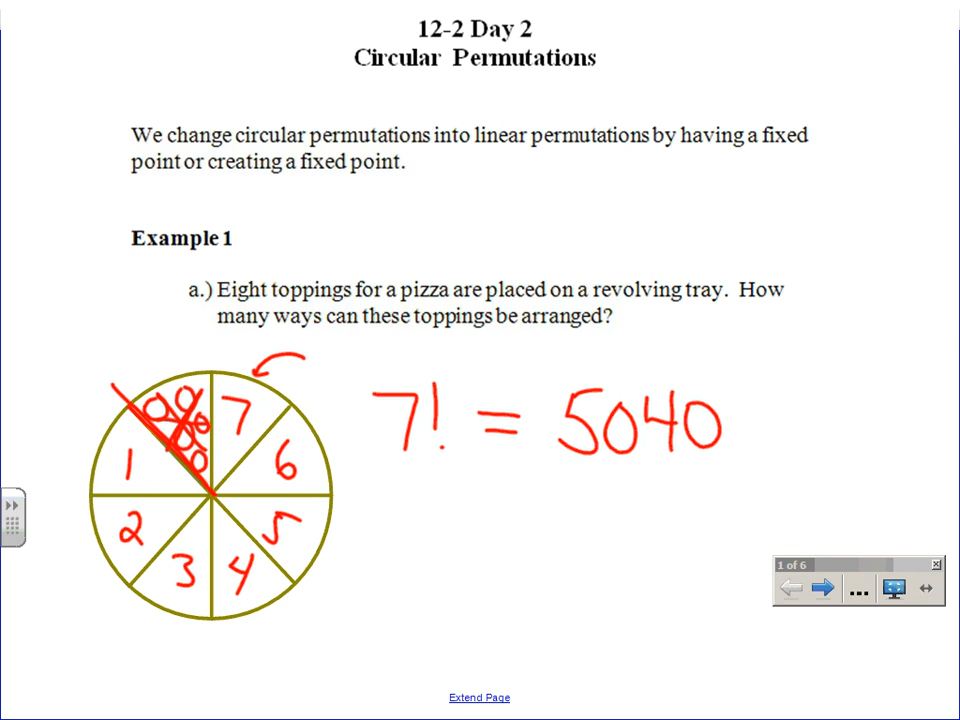 12-2 Day 2
Circular Permutations
We change circular permutations into linear permutations by having a fixed
point or creating a fixed point.
Example 1
a.) Eight toppings for a pizza are placed on a revolving tray. How
many ways can these toppings be arranged?
7! = 5040
7
6
1
2
5
3
4
1 of 6
...
Extend Page